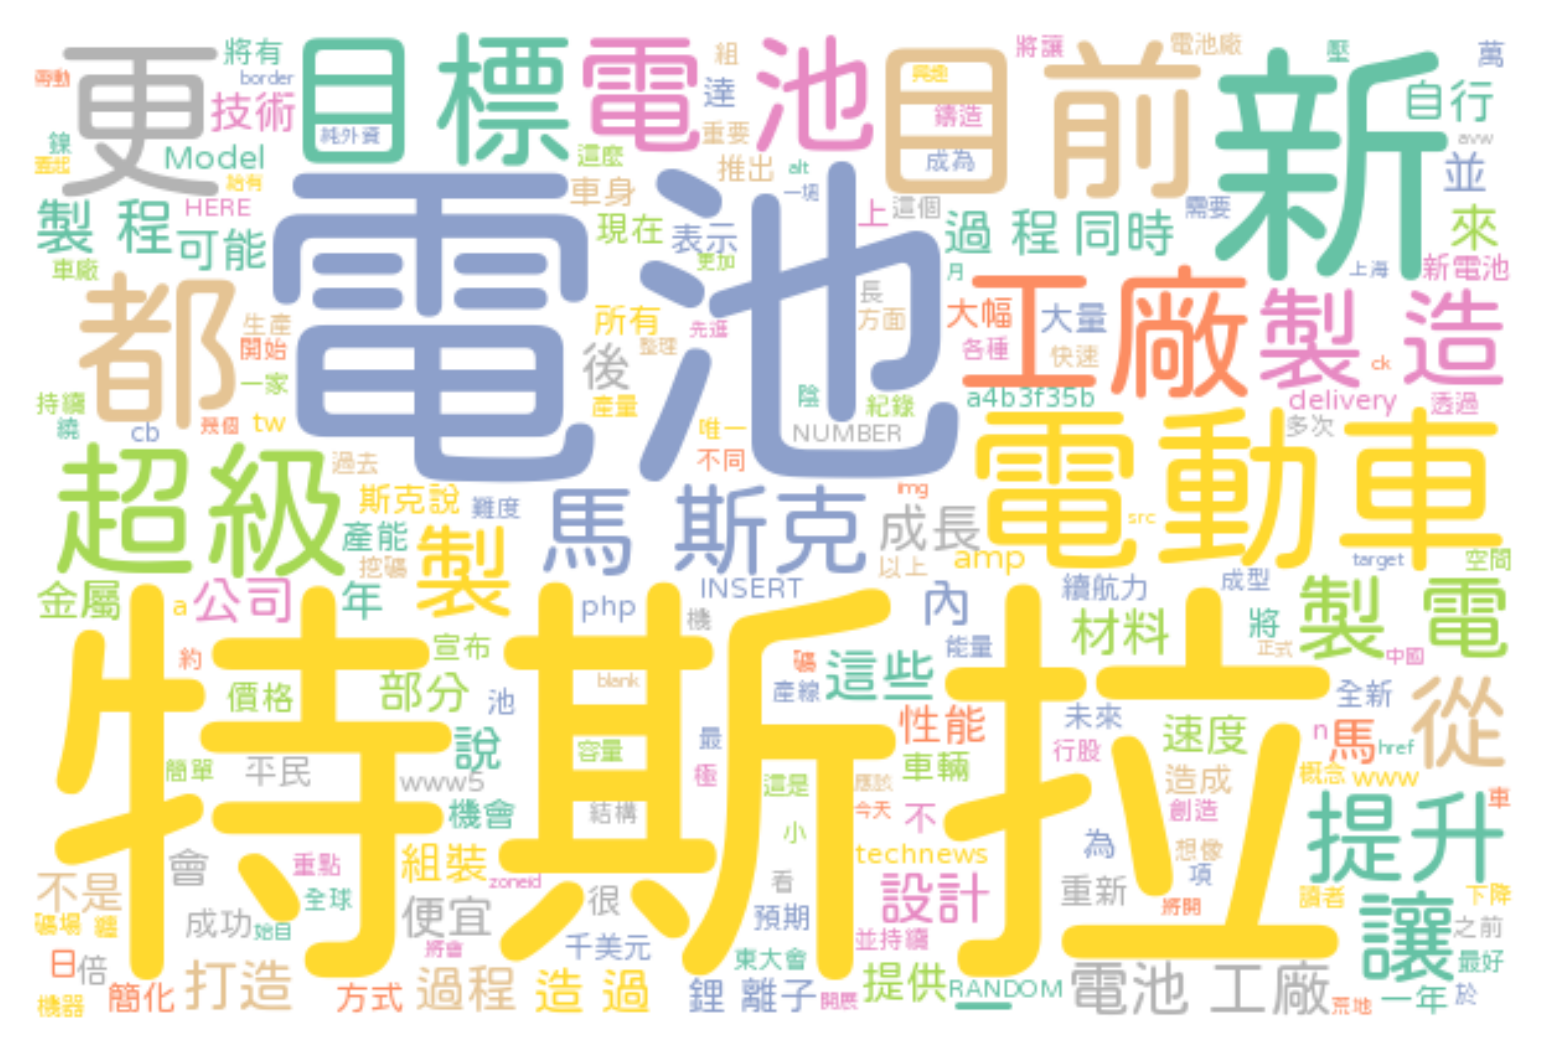 更
將有
border
技術
Model
目標
純外資
電池
組
達
重要
這麼
推出
alt
目前
興趣
鑄造
成為
將讓
電池廠
新
壓
萬
自行
avw
並
鎳
製 程
HERE
可能
車廠
車身
一塊
現在
表示
更加
上
這個
過 程
同時
需要
來
月
上海
新電池
電池
都
生產
開始
一家
持續
繞
cb
幾個
tw
所有
先進
整理
後
產量
長
方面
陰
紀錄
唯一
NUMBER
不同
工廠
大幅
大量
各種
快速
a4b3f35b
製 造
ck
delivery
透過
多次
超級
過去
斯克說
難度
產能
挖礦
製
馬 斯克
img
成長
以上
電動車
src
amp
target
空間
金屬
a
公司
年
php
INSERT
機
內
續航力
成型
材料
將
製 電
能量
正式
中國
特斯拉
約
宣布
價格
部分
池
blank
礦
產線
這些
性能
未來
全新
從
說
容量
最
極
這是
應該
車輛
行股
速度
n
馬
href
簡單
平民
www5
機會
結構
今天
小
不
造成
創造
概念
www
車
提升
technews
為
想像
項
會
重點
組裝
zoneid
看
設計
重新
將開
讀者
下降
不是
全球
很
便宜
預期
礦場
成功
將會
千美元
並持續
讓
之前
日
倍
東大會
最好
機器
簡化
打造
方式
過程
造 過
鋰 離子
開展
提供
RANDOM
電池 工廠
荒地
一年
於